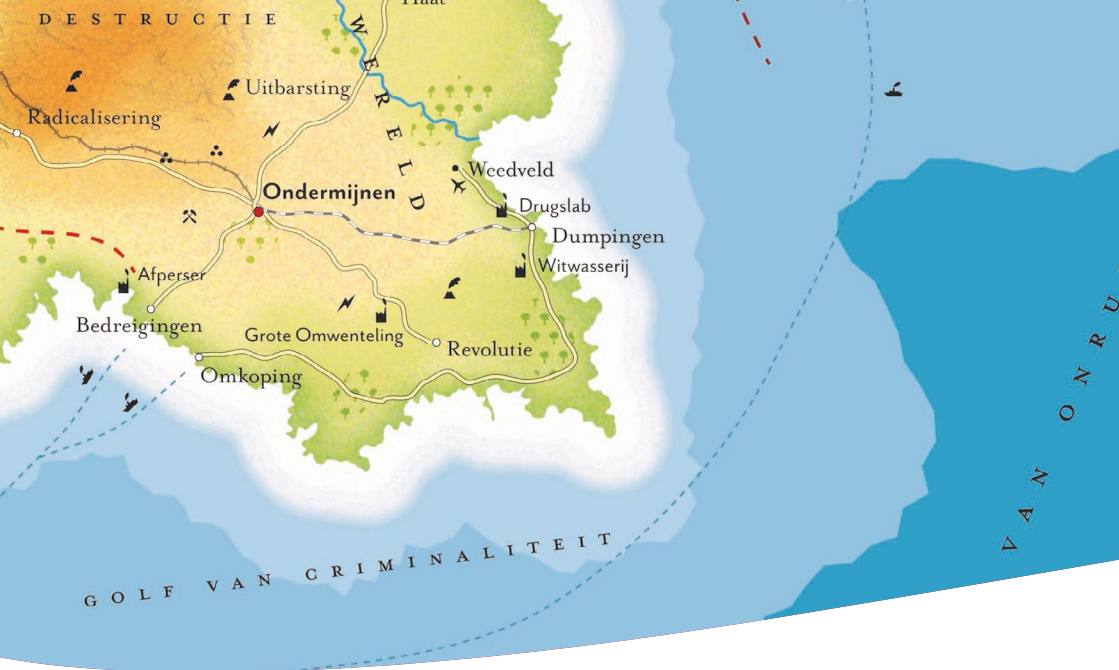 Haat
DESTRUCTIE
WERELD
Uitbarsting
Radicalisering
Weedveld
Ondermijnen
Drugslab
Dumpingen
Witwasserij
Afperser
Bedreigingen
Grote Omwenteling
Revolutie
Omkoping
VAN ONRU
GOLF VAN CRIMINALITEIT